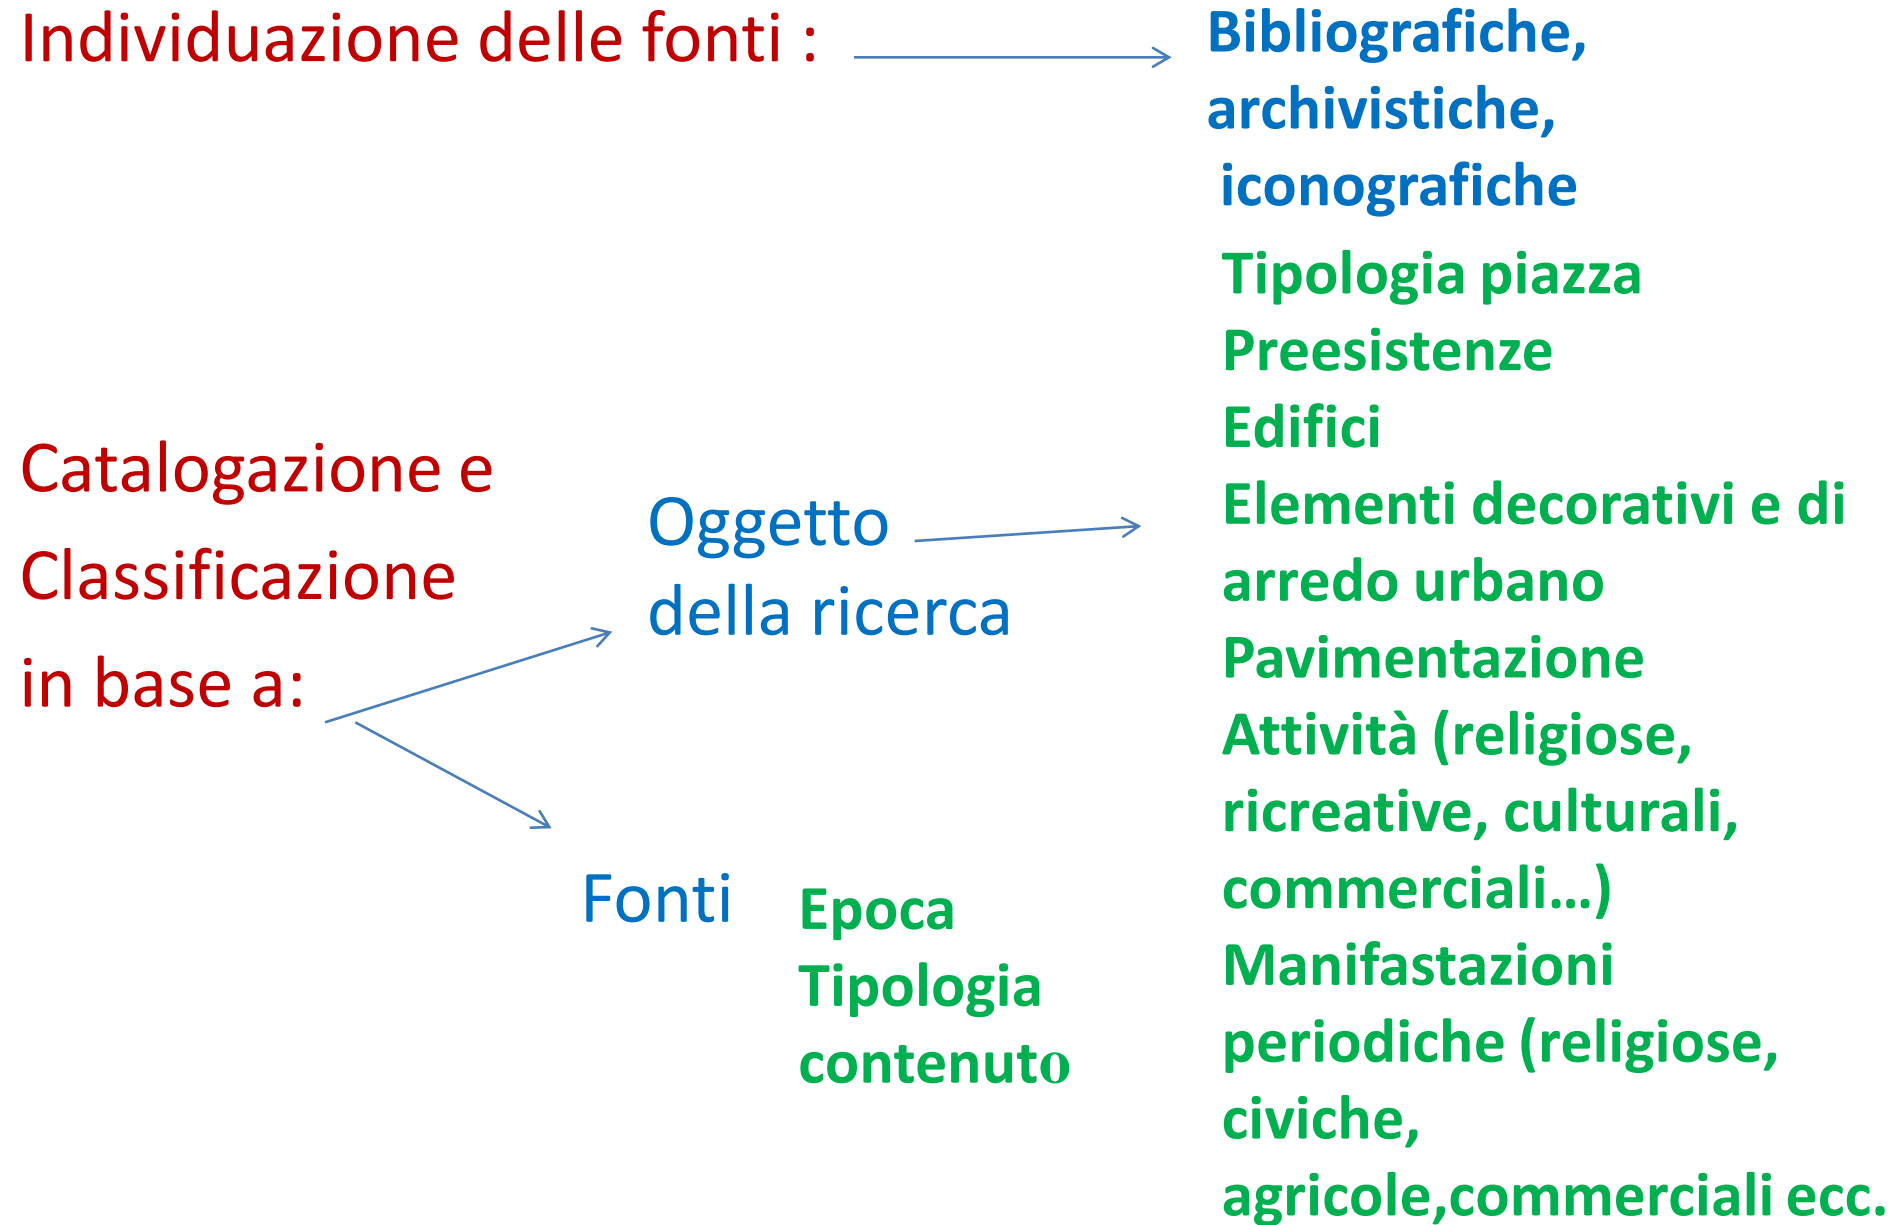 Individuazione delle fonti :
Bibliografiche,
archivistiche,
iconografiche
Catalogazione e
Classificazione
in base a:
Oggetto
della ricerca
Tipologia piazza
Preesistenze
Edifici
Elementi decorativi e di
arredo urbano
Pavimentazione
Attività (religiose,
ricreative, culturali,
commerciali...)
Manifastazioni
periodiche (religiose,
civiche,
agricole,commerciali ecc.
Fonti
Epoca
Tipologia
contenuto